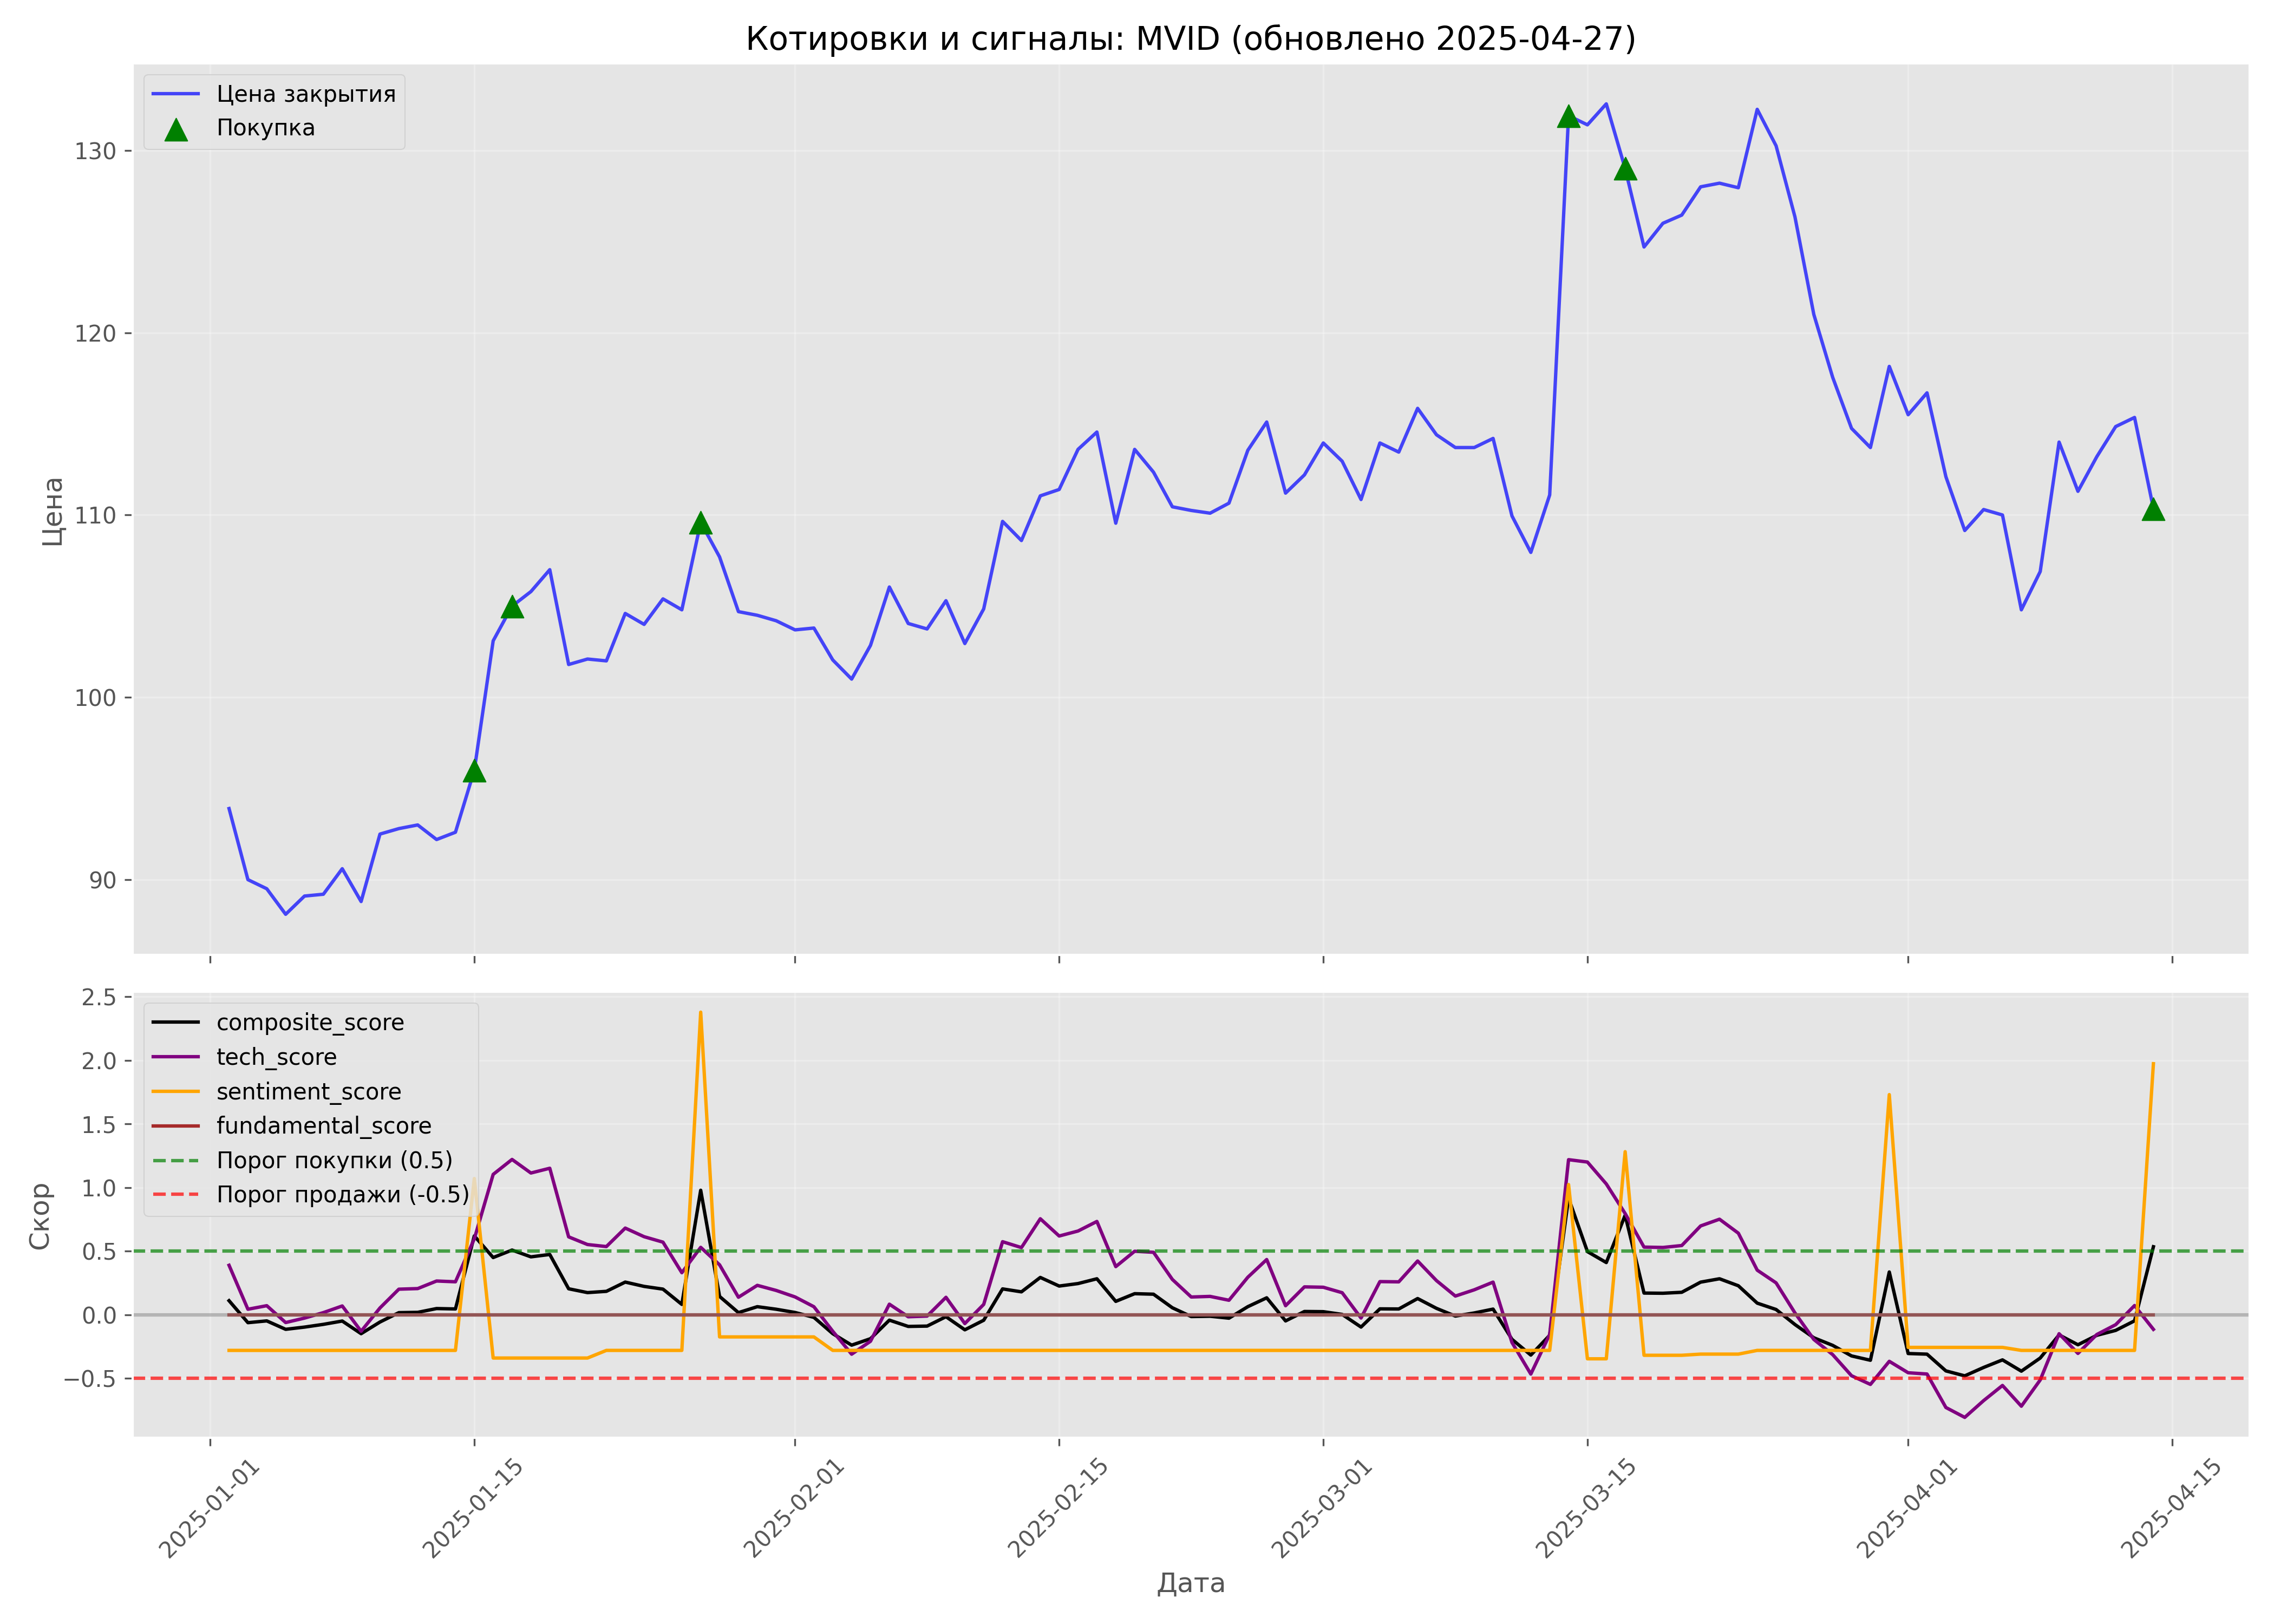 Котировки и сигналы: MVID (обновлено 2025-04-27)
Цена закрытия
Покупка
130
120
110
100
90
Цена
2.5
2.0
1.5
1.0
0.5
0.0
−0.5
Скор
composite_score
tech_score
sentiment_score
fundamental_score
Порог покупки (0.5)
Порог продажи (-0.5)
2025-01-01
2025-01-15
2025-02-01
2025-02-15
2025-03-01
2025-03-15
2025-04-01
2025-04-15
Дата